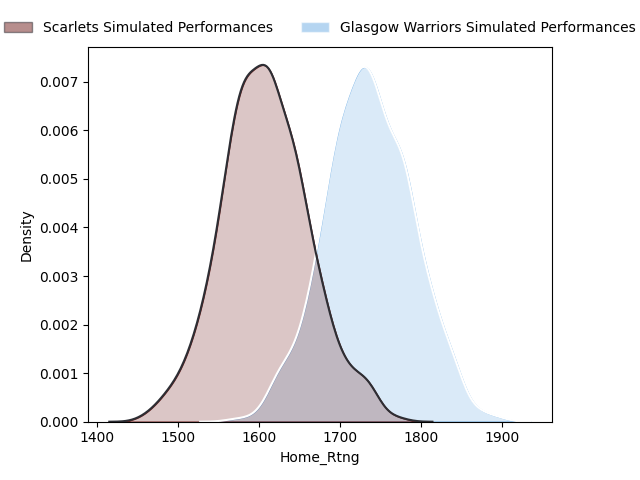 Scarlets Simulated Performances Glasgow Warriors Simulated Performances
0.007
0.006
0.005
0.004
0.003
0.002
0.001
0.000
Density
1400 1500 1600 1700 1800 1900
Home_Rtng